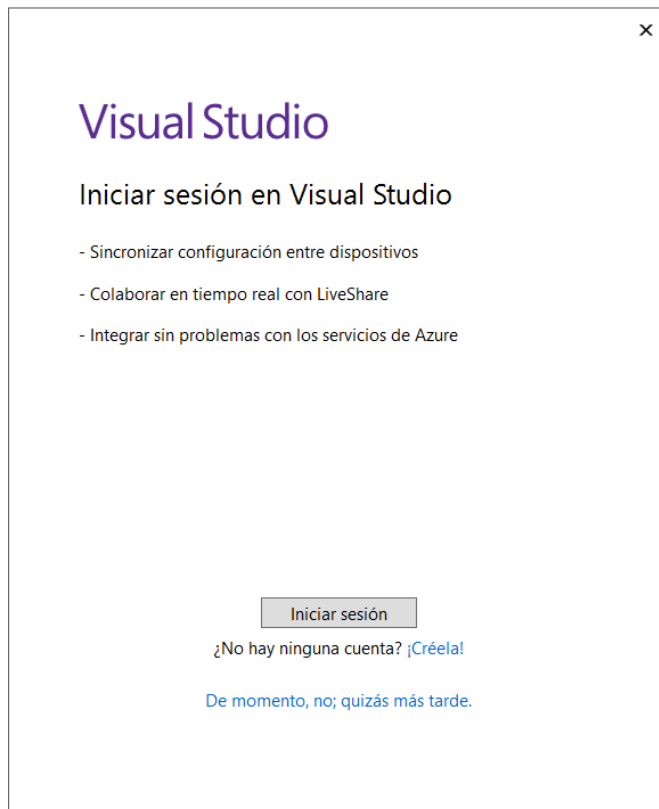 Visual Studio
Iniciar sesión en Visual Studio
- Sincronizar configuración entre dispositivos
- Colaborar en tiempo real con LiveShare
- Integrar sin problemas con los servicios de Azure
Iniciar sesión
¿No hay ninguna cuenta? ¡Créela!
De momento, no; quizás más tarde.